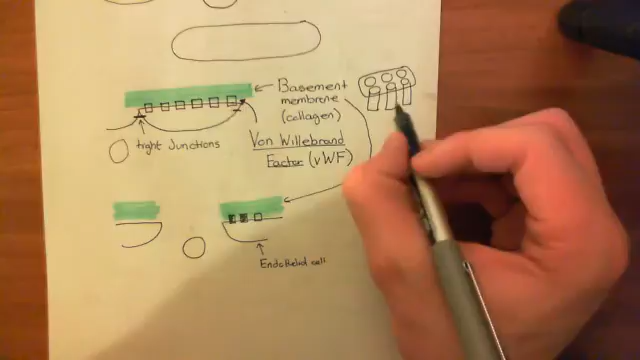 Basement
membrane
(collagen)
tight Junctions
Von Willebrand
Factor (vWF)
Endothelial cell